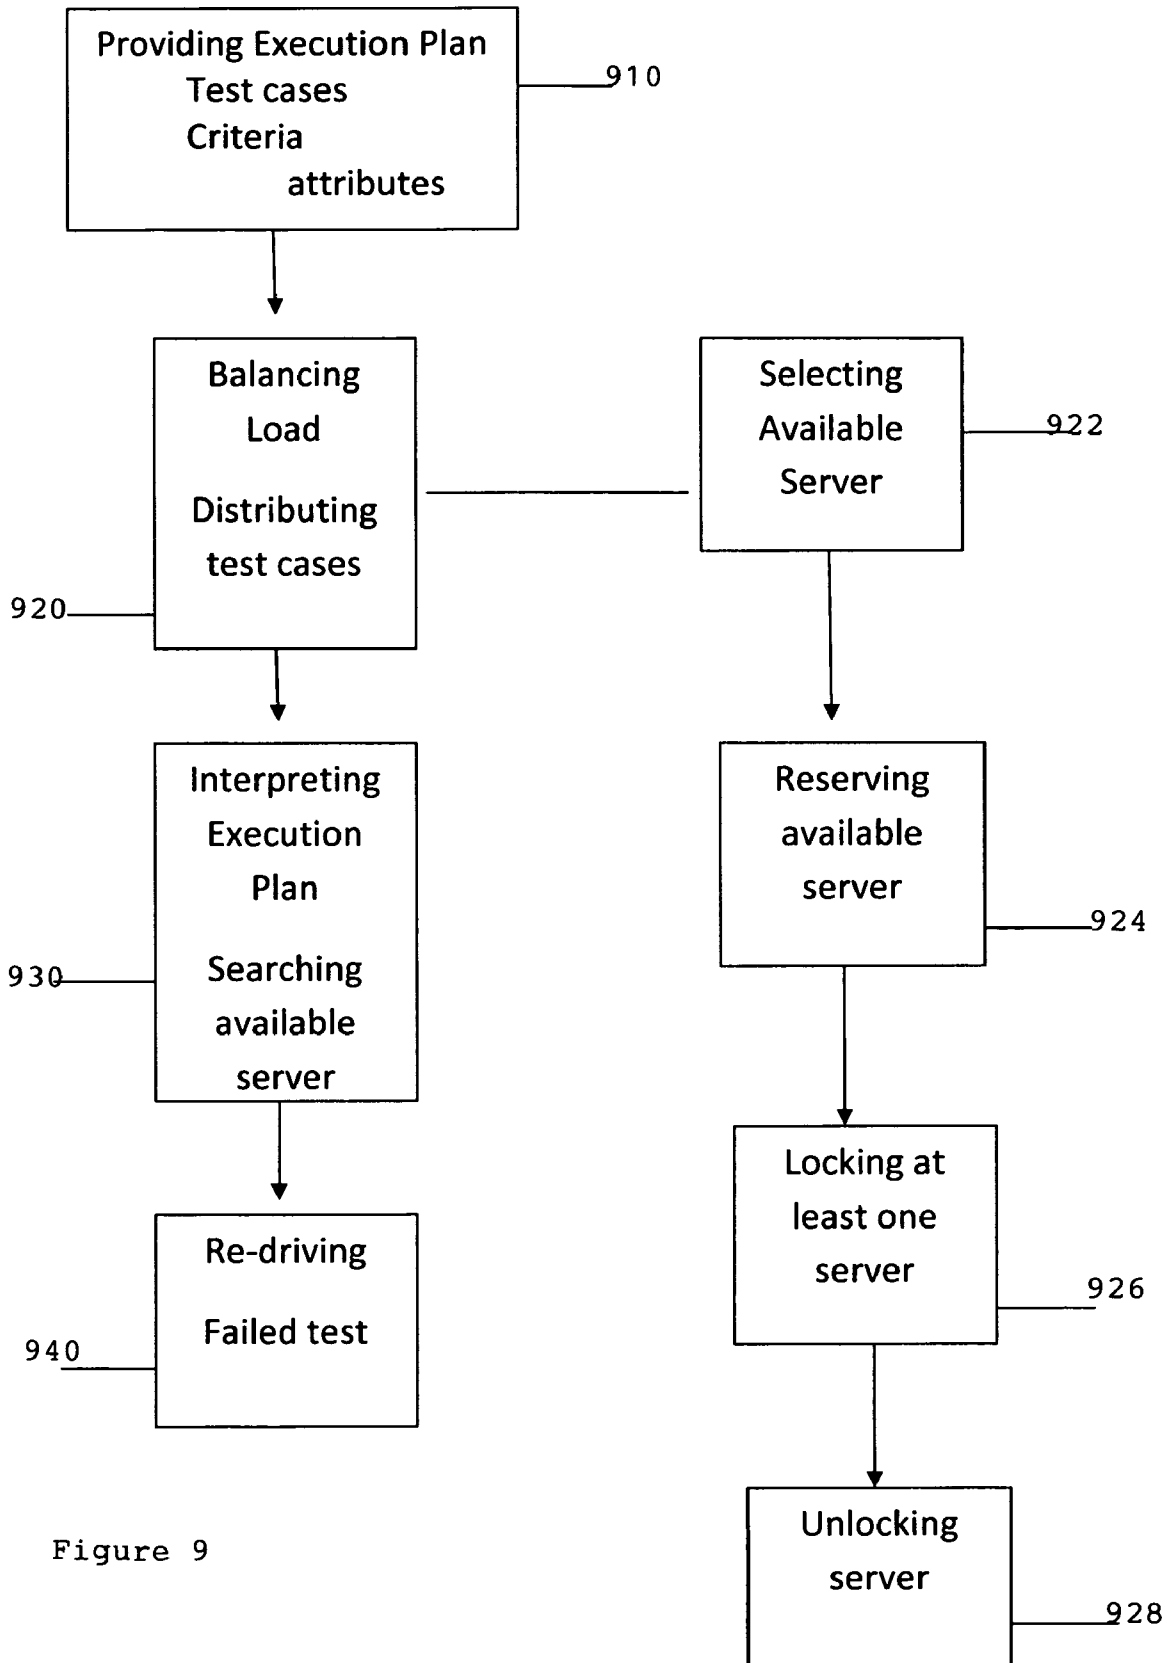 Providing Execution Plan
Test cases
Criteria
attributes
910
Balancing
Load
Distributing
test cases
920
Selecting
Available
Server
922
Interpreting
Execution
Plan
Searching
available
server
930
Reserving
available
server
924
Re-driving
Failed test
940
Locking at
least one
server
926
Unlocking
server
928
Figure 9